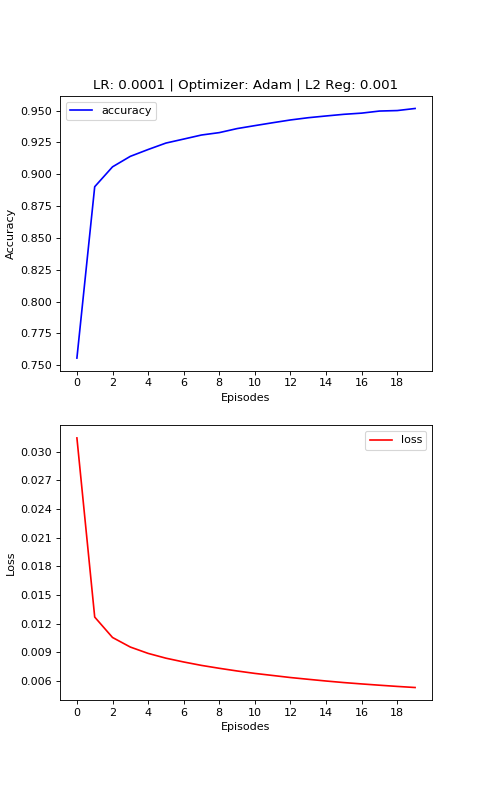 LR: 0.0001 | Optimizer: Adam | L2 Reg: 0.001
accuracy
0.950
0.925
0.900
0.875
0.850
0.825
0.800
0.775
0.750
Accuracy
0 2 4 6 8 10 12 14 16 18
Episodes
loss
0.030
0.027
0.024
0.021
0.018
0.015
0.012
0.009
0.006
Loss
0 2 4 6 8 10 12 14 16 18
Episodes